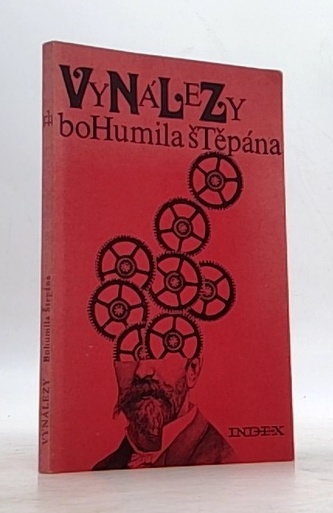 VyNáLeZy
boHumila šTěpána
INDEX
VYNÁLEZY Bohumila Štěpána